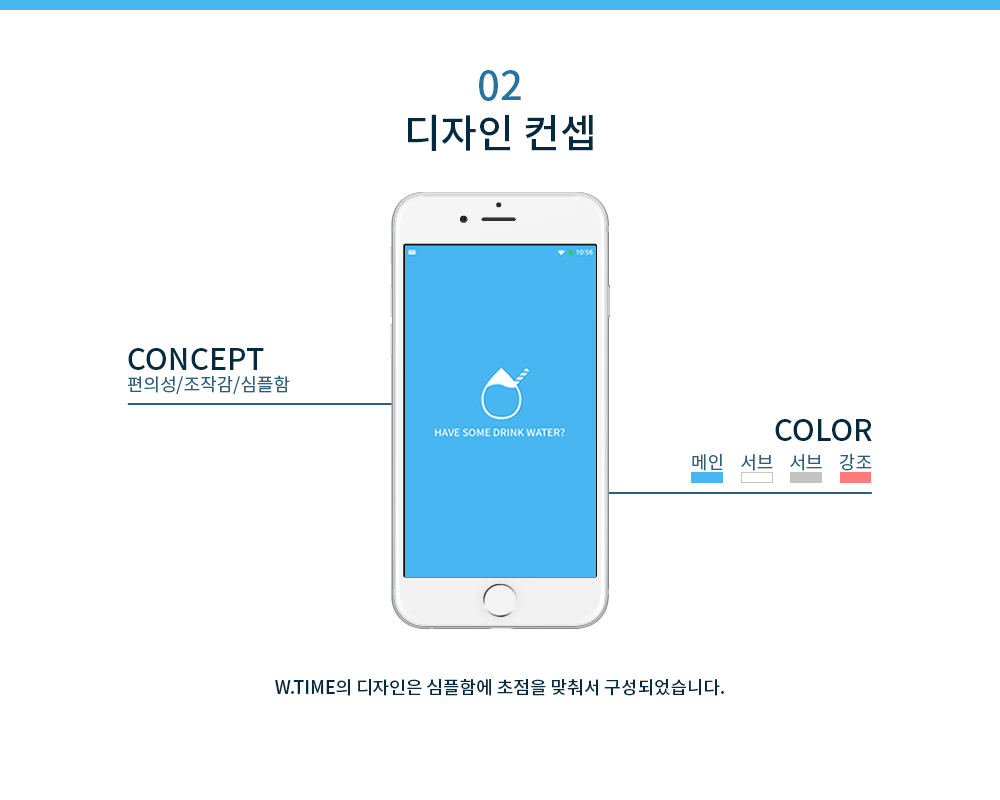 02
디자인 컨셉
10:56
CONCEPT
편의성/조작감/심플함
HAVE SOME DRINK WATER?
COLOR
메인 서브 서브 강조
W.TIME의 디자인은 심플함에 초점을 맞춰서 구성되었습니다.